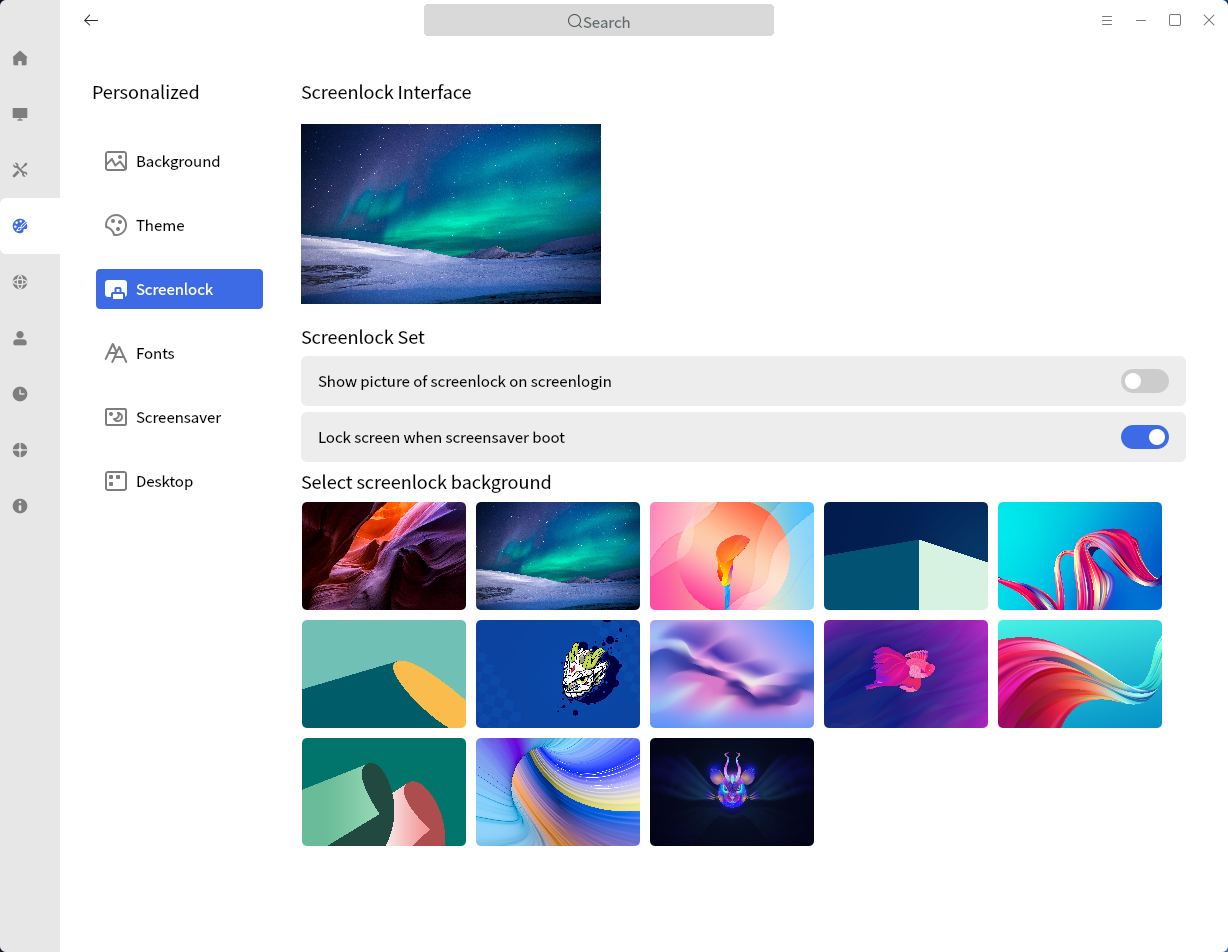 Search
Personalized
Background
Theme
Screenlock
Fonts
Screensaver
Desktop
Screenlock Interface
Screenlock Set
Show picture of screenlock on screenlogin
Lock screen when screensaver boot
Select screenlock background